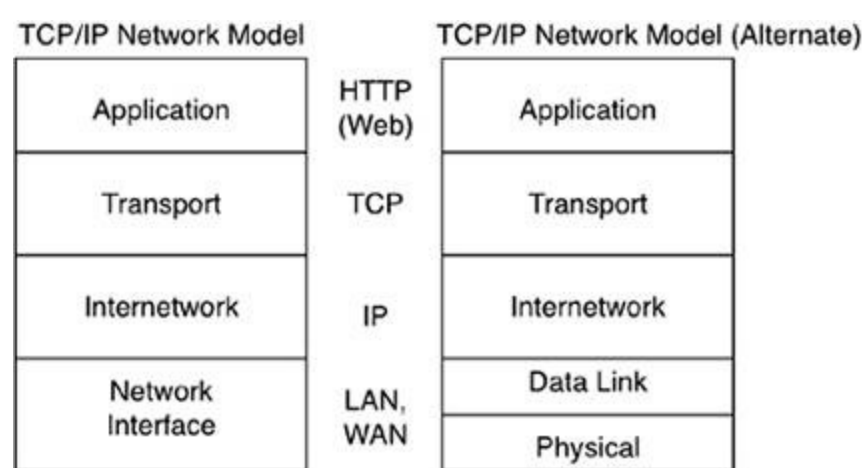 TCP/IP Network Model
TCP/IP Network Model (Alternate)
Application
HTTP
(Web)
Application
Transport
TCP
Transport
Internetwork
IP
Internetwork
Network
Interface
LAN,
WAN
Data Link
Physical